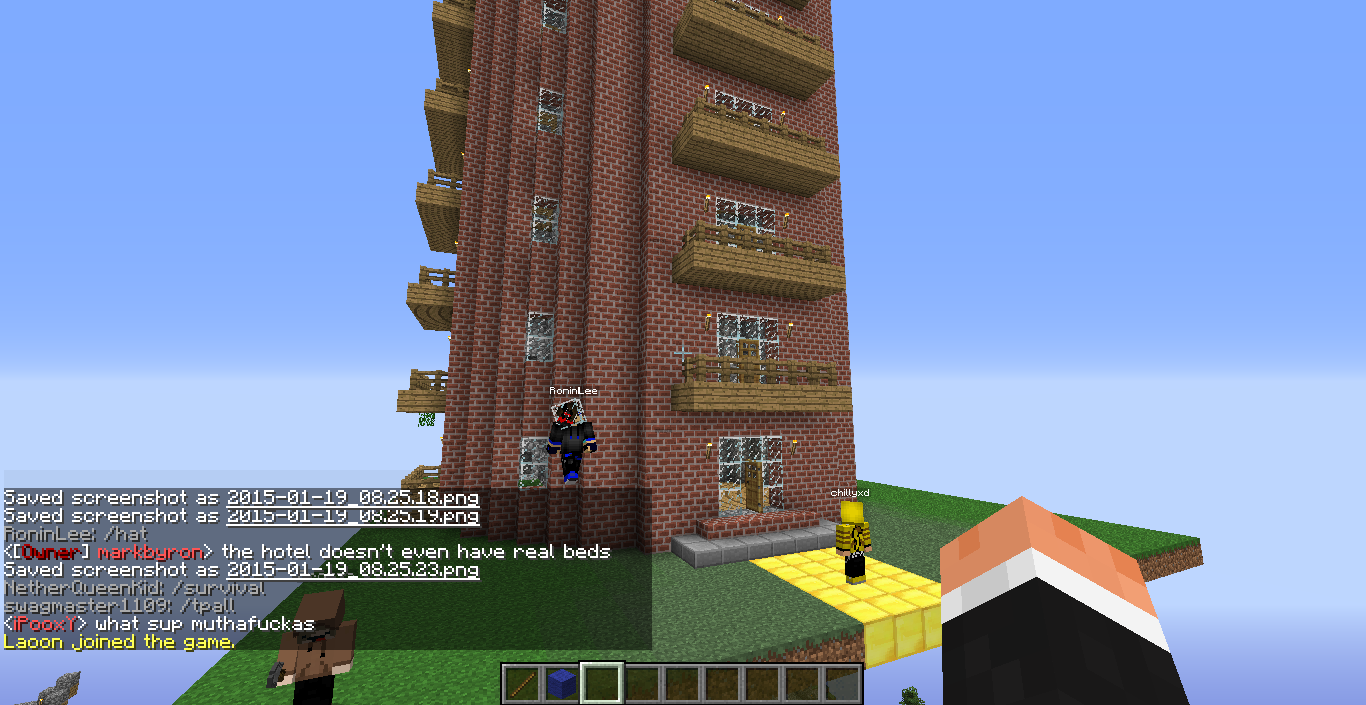 RoninLee
chillyxd
Saved screenshot as 2015-01-19_08.25.18.png
Saved screenshot as 2015-01-19_08.25.19.png
RoninLee: /hat
<[Owner] markbyron> the hotel doesn't even have real beds
Saved screenshot as 2015-01-19_08.25.23.png
NetherQueenKid: /survival
swagmaster1109: /tpall
<iFooxY> what sup muthafuckas
Laoon joined the game.